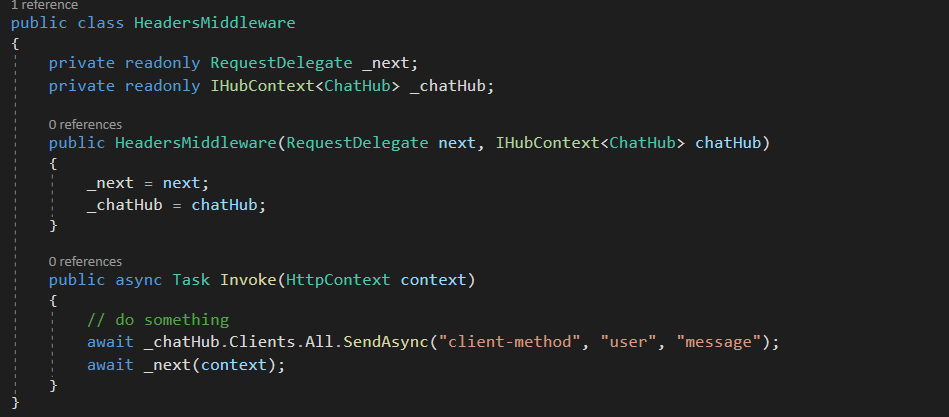 1 reference
public class HeadersMiddleware
{
private readonly RequestDelegate _next;
private readonly IHubContext<ChatHub> _chatHub;
0 references
public HeadersMiddleware(RequestDelegate next, IHubContext<ChatHub> chatHub)
{
_next = next;
_chatHub = chatHub;
}
0 references
public async Task Invoke(HttpContext context)
{
// do something
await _chatHub.Clients.All.SendAsync("client-method", "user", "message");
await _next(context);
}
}